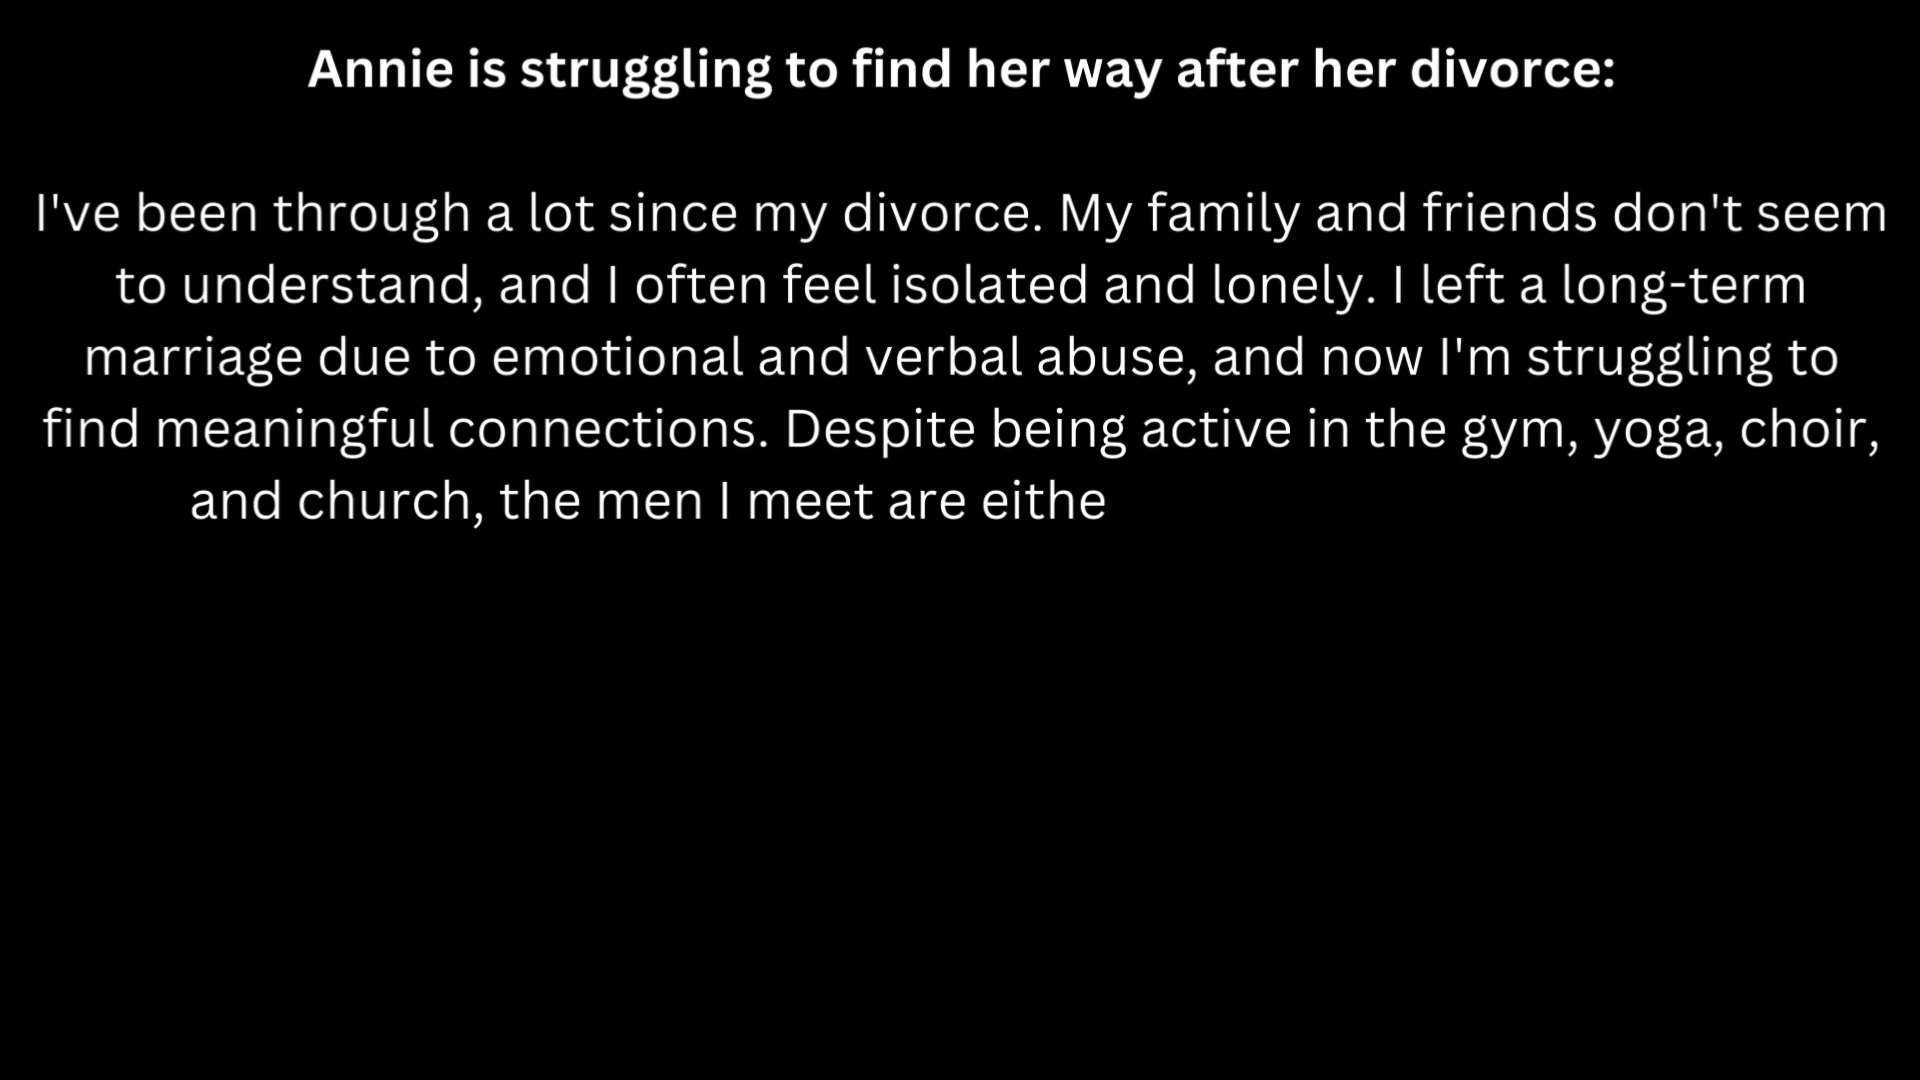 Annie is struggling to find her way after her divorce:
I've been through a lot since my divorce. My family and friends don't seem
to understand, and I often feel isolated and lonely. I left a long-term
marriage due to emotional and verbal abuse, and now I'm struggling to
find meaningful connections. Despite being active in the gym, yoga, choir,
and church, the men I meet are eithe